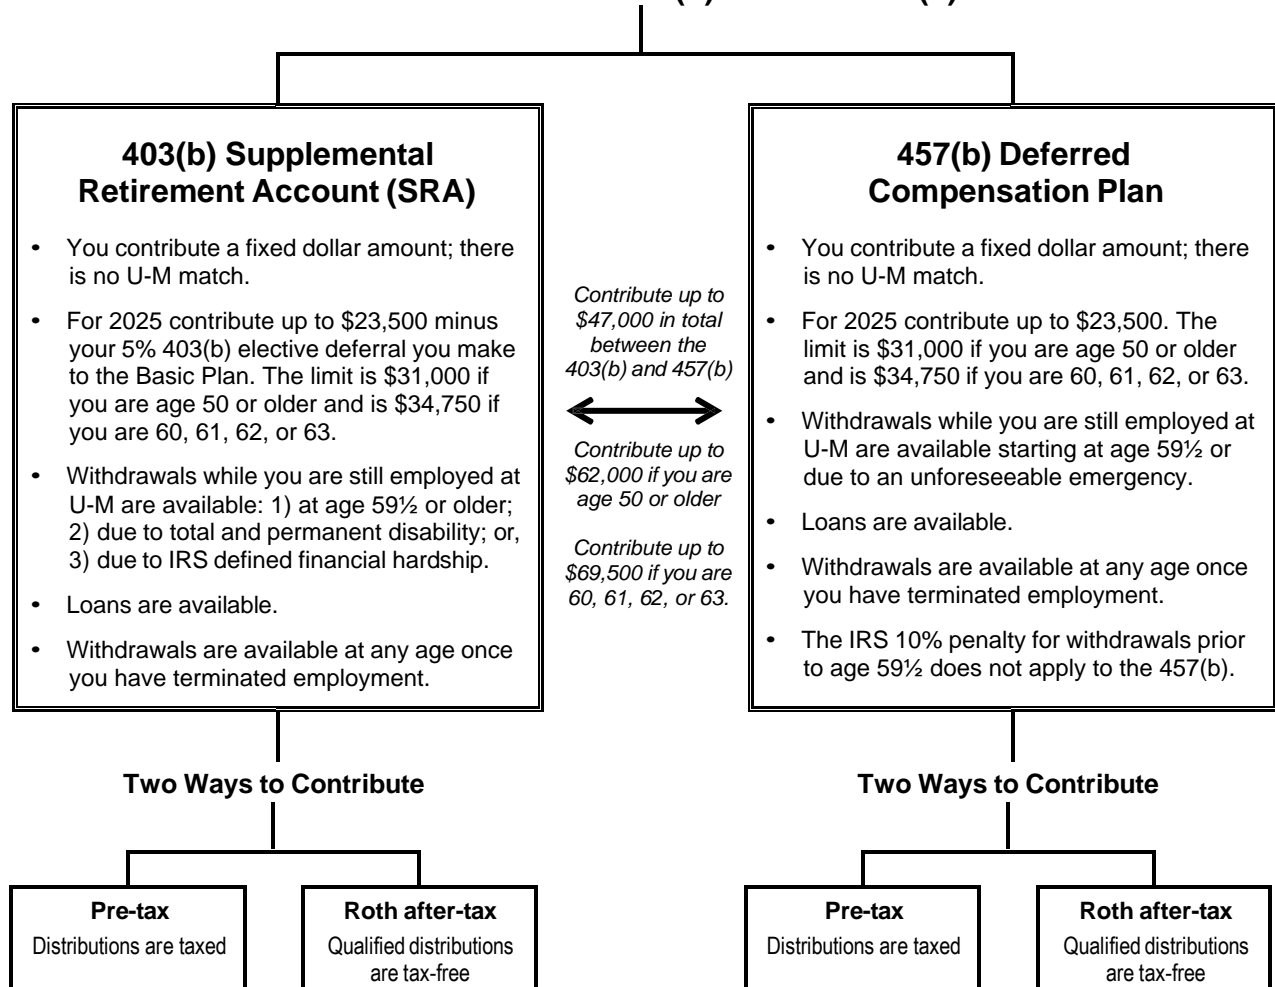 403(b) Supplemental
Retirement Account (SRA)
• You contribute a fixed dollar amount; there
is no U-M match.
• For 2025 contribute up to $23,500 minus
your 5% 403(b) elective deferral you make
to the Basic Plan. The limit is $31,000 if
you are age 50 or older and is $34,750 if
you are 60, 61, 62, or 63.
• Withdrawals while you are still employed at
U-M are available: 1) at age 59½ or older;
2) due to total and permanent disability; or,
3) due to IRS defined financial hardship.
• Loans are available.
• Withdrawals are available at any age once
you have terminated employment.
Contribute up to
$47,000 in total
between the
403(b) and 457(b)
Contribute up to
$62,000 if you are
age 50 or older
Contribute up to
$69,500 if you are
60, 61, 62, or 63.
457(b) Deferred
Compensation Plan
• You contribute a fixed dollar amount; there
is no U-M match.
• For 2025 contribute up to $23,500. The
limit is $31,000 if you are age 50 or older
and is $34,750 if you are 60, 61, 62, or 63.
• Withdrawals while you are still employed at
U-M are available starting at age 59½ or
due to an unforeseeable emergency.
• Loans are available.
• Withdrawals are available at any age once
you have terminated employment.
• The IRS 10% penalty for withdrawals prior
to age 59½ does not apply to the 457(b).
Two Ways to Contribute
Pre-tax
Distributions are taxed
Roth after-tax
Qualified distributions
are tax-free
Two Ways to Contribute
Pre-tax
Distributions are taxed
Roth after-tax
Qualified distributions
are tax-free